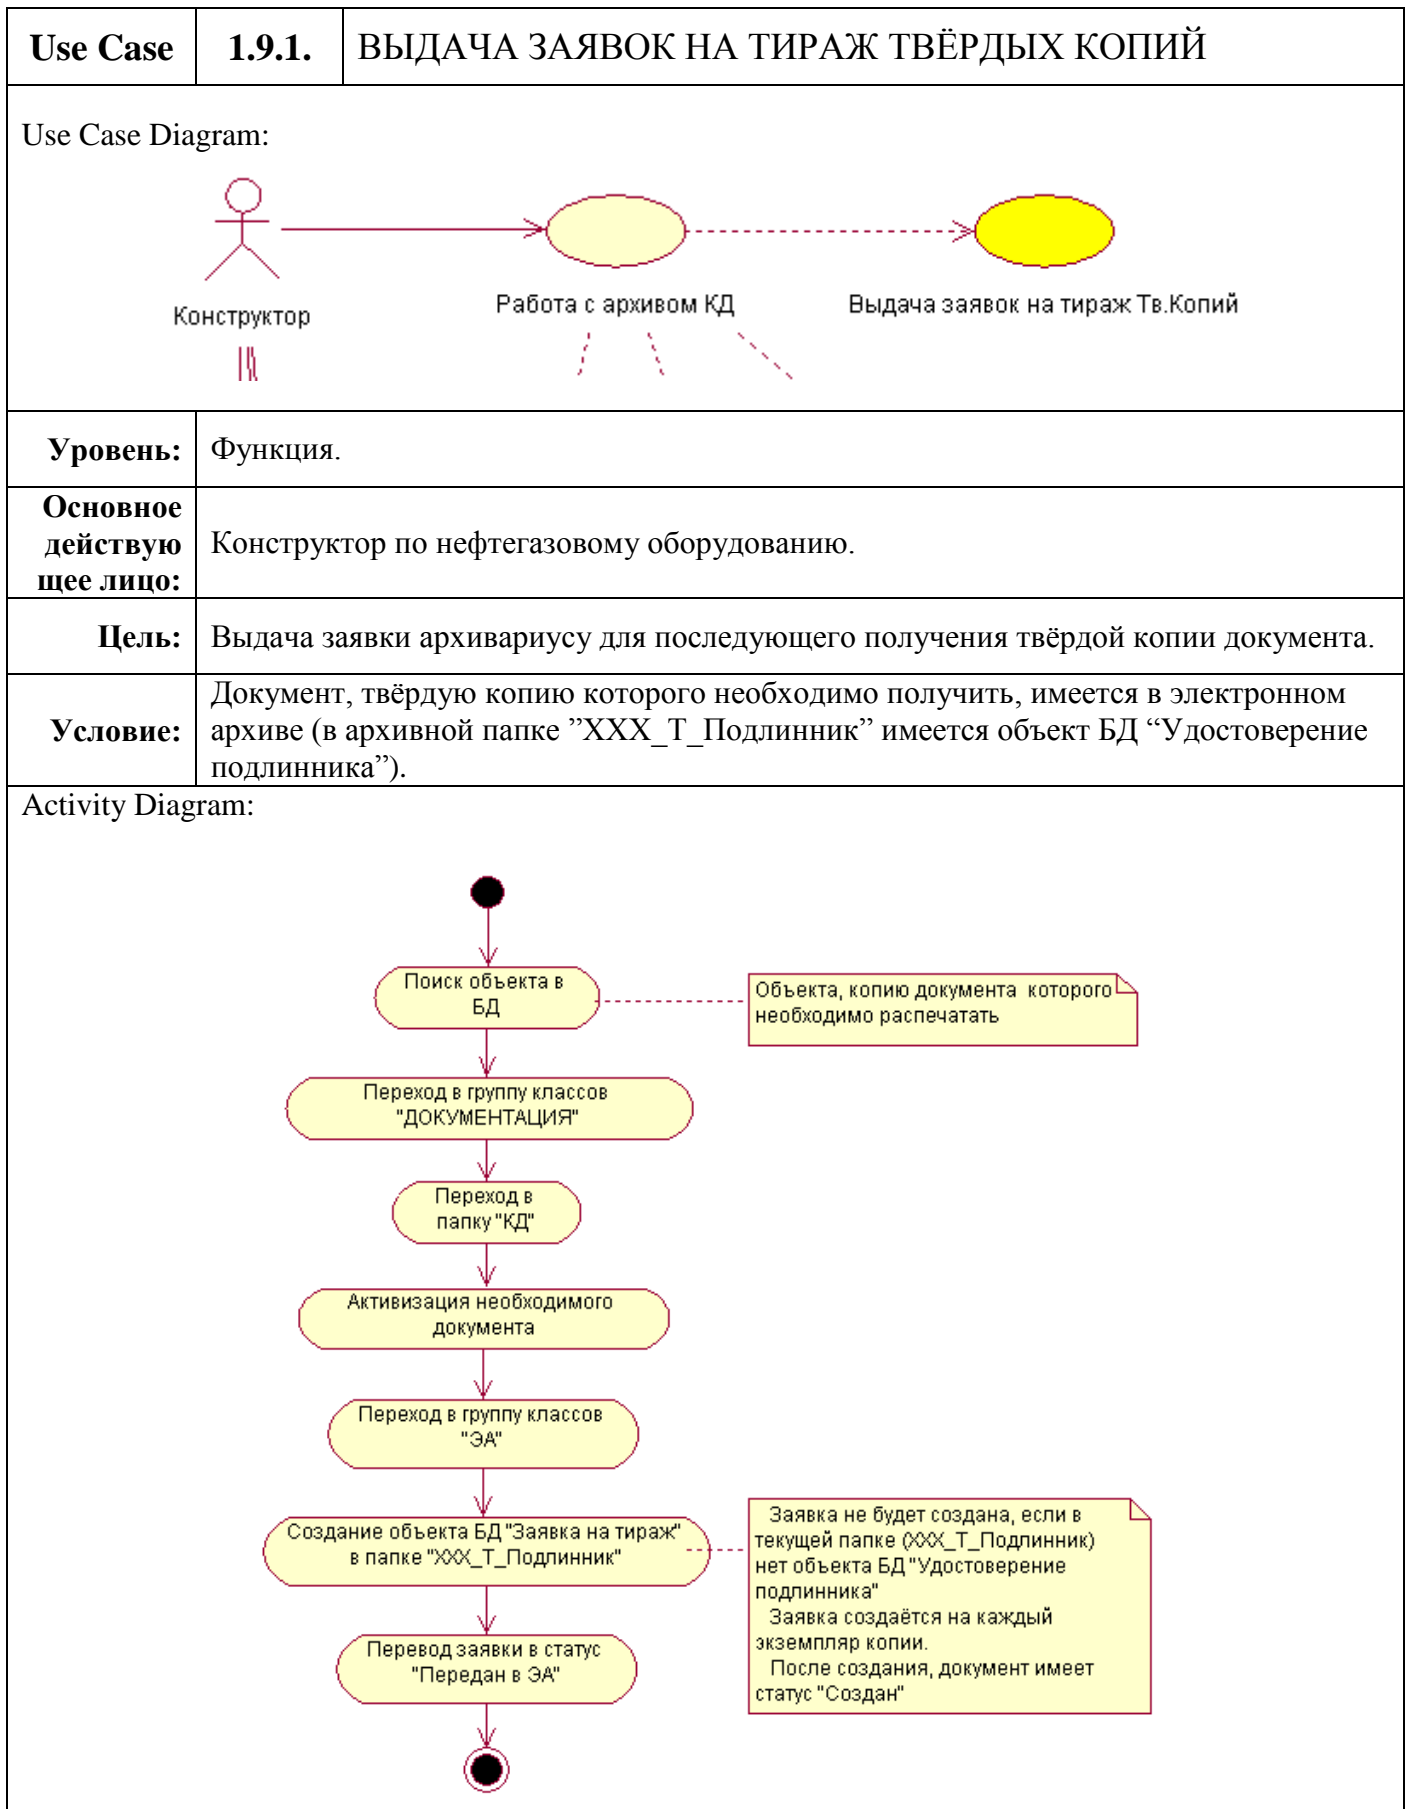 Use Case 1.9.1. ВЫДАЧА ЗАЯВОК НА ТИРАЖ ТВЁРДЫХ КОПИЙ
Use Case Diagram:
Конструктор
Работа с архивом КД
Выдача заявок на тираж Тв.Копий
Уровень: Функция.
Основное
действую
щее лицо:
Конструктор по нефтегазовому оборудованию.
Цель: Выдача заявки архивариусу для последующего получения твёрдой копии документа.
Условие:
Документ, твёрдую копию которого необходимо получить, имеется в электронном
архиве (в архивной папке ”XXX_T_Подлинник” имеется объект БД “Удостоверение
подлинника”).
Activity Diagram:
Поиск объекта в
БД
Объекта, копию документа которого
необходимо распечатать
Переход в группу классов
"ДОКУМЕНТАЦИЯ"
Переход в
папку "КД"
Активизация необходимого
документа
Переход в группу классов
"ЭА"
Создание объекта БД "Заявка на тираж"
в папке "XXX_T_Подлинник"
Заявка не будет создана, если в
текущей папке (XXX_T_Подлинник)
нет объекта БД "Удостоверение
подлинника"
Заявка создаётся на каждый
экземпляр копии.
После создания, документ имеет
статус "Создан"
Перевод заявки в статус
"Передан в ЭА"